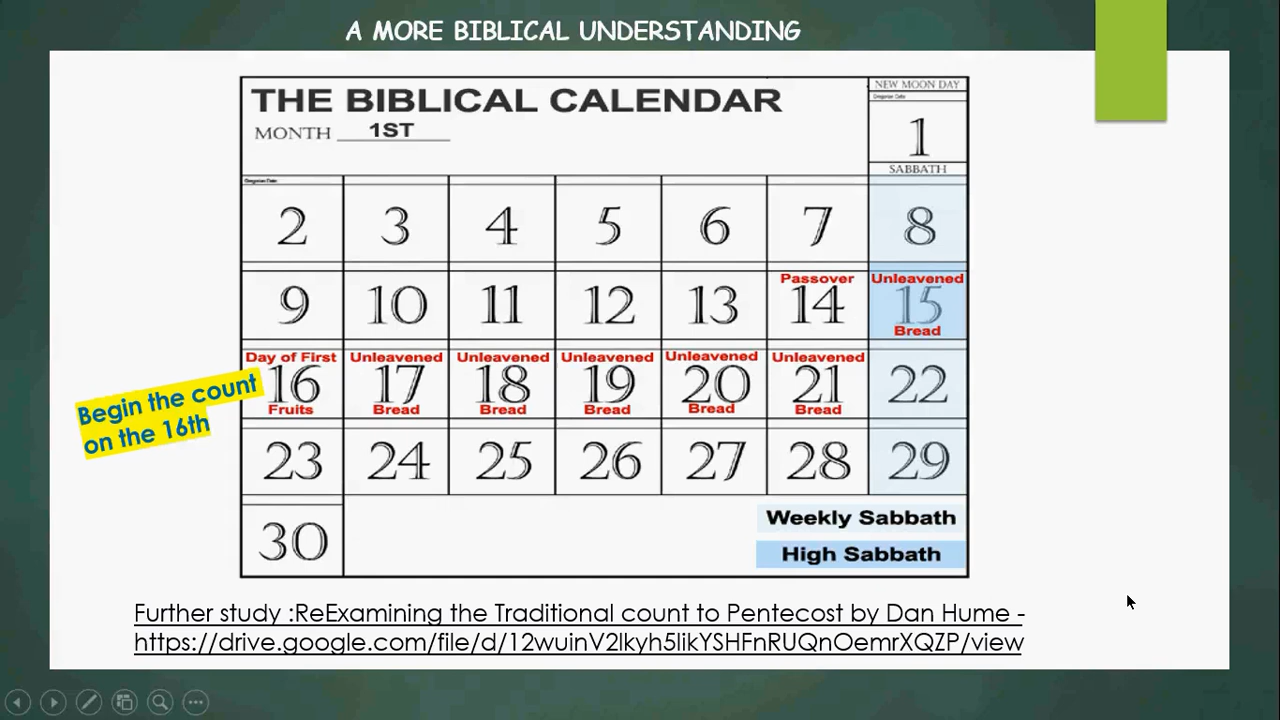 A MORE BIBLICAL UNDERSTANDING
THE BIBLICAL CALENDAR
MONTH 1ST
NEW MOON DAY
Gregorian Date
1
SABBATH
Gregorian Date
2 3 4 5 6 7 8
Passover Unleavened
9 10 11 12 13 14 15
Bread
Day of First Unleavened Unleavened Unleavened Unleavened Unleavened
16 17 18 19 20 21 22
Fruits Bread Bread Bread Bread Bread
Begin the count
on the 16th
23 24 25 26 27 28 29
30
Weekly Sabbath
High Sabbath
Further study :ReExamining the Traditional count to Pentecost by Dan Hume -
https://drive.google.com/file/d/12wuinV2lkyh5likYSHFnRUQnOemrXQZP/view